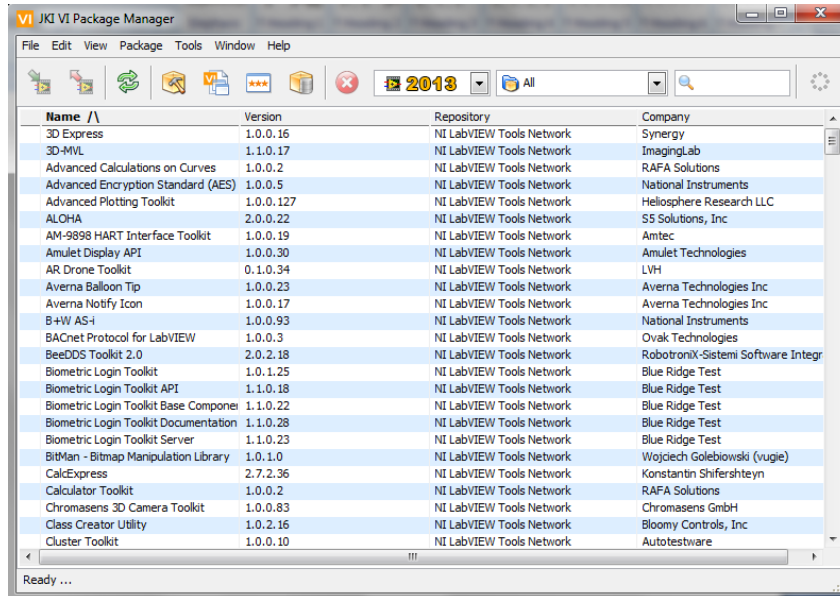 VI JKI VI Package Manager
File Edit View Package Tools Window Help
2013 All
Name /\ Version Repository Company
3D Express 1.0.0.16 NI LabVIEW Tools Network Synergy
3D-MVL 1.1.0.17 NI LabVIEW Tools Network ImagingLab
Advanced Calculations on Curves 1.0.0.2 NI LabVIEW Tools Network RAFA Solutions
Advanced Encryption Standard (AES) 1.0.0.5 NI LabVIEW Tools Network National Instruments
Advanced Plotting Toolkit 1.0.0.127 NI LabVIEW Tools Network Heliosphere Research LLC
ALOHA 2.0.0.22 NI LabVIEW Tools Network S5 Solutions, Inc
AM-9898 HART Interface Toolkit 1.0.0.19 NI LabVIEW Tools Network Amtec
Amulet Display API 1.0.0.30 NI LabVIEW Tools Network Amulet Technologies
AR Drone Toolkit 0.1.0.34 NI LabVIEW Tools Network LVH
Averna Balloon Tip 1.0.0.23 NI LabVIEW Tools Network Averna Technologies Inc
Averna Notify Icon 1.0.0.17 NI LabVIEW Tools Network Averna Technologies Inc
B+W AS-i 1.0.0.93 NI LabVIEW Tools Network National Instruments
BACnet Protocol for LabVIEW 1.0.0.3 NI LabVIEW Tools Network Ovak Technologies
BeeDDS Toolkit 2.0 2.0.2.18 NI LabVIEW Tools Network RobotroniX-Sistemi Software Integr
Biometric Login Toolkit 1.0.1.25 NI LabVIEW Tools Network Blue Ridge Test
Biometric Login Toolkit API 1.1.0.18 NI LabVIEW Tools Network Blue Ridge Test
Biometric Login Toolkit Base Componer 1.1.0.22 NI LabVIEW Tools Network Blue Ridge Test
Biometric Login Toolkit Documentation 1.1.0.28 NI LabVIEW Tools Network Blue Ridge Test
Biometric Login Toolkit Server 1.1.0.23 NI LabVIEW Tools Network Blue Ridge Test
BitMan - Bitmap Manipulation Library 1.0.1.0 NI LabVIEW Tools Network Wojciech Golebiowski (vugie)
CalcExpress 2.7.2.36 NI LabVIEW Tools Network Konstantin Shifershteyn
Calculator Toolkit 1.0.0.2 NI LabVIEW Tools Network RAFA Solutions
Chromasens 3D Camera Toolkit 1.0.0.83 NI LabVIEW Tools Network Chromasens GmbH
Class Creator Utility 1.0.2.16 NI LabVIEW Tools Network Bloomy Controls, Inc
Cluster Toolkit 1.0.0.10 NI LabVIEW Tools Network Autotestware
Ready ...